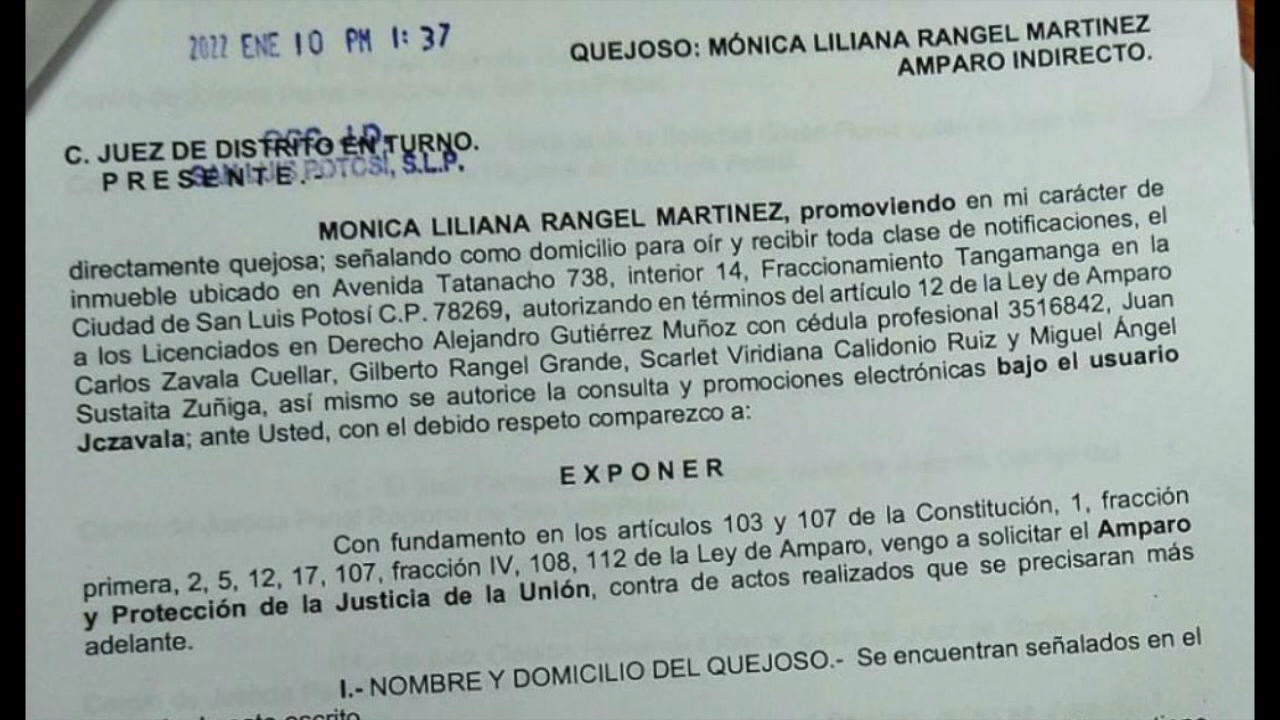 2022 ENE 10 PM 1:37
QUEJOSO: MÓNICA LILIANA RANGEL MARTINEZ
AMPARO INDIRECTO.
C. JUEZ DE DISTRITO EN TURNO.
SAN LUIS POTOSÍ, S.L.P.
P R E S E N T E.
MONICA LILIANA RANGEL MARTINEZ, promoviendo en mi carácter de
directamente quejosa; señalando como domicilio para oír y recibir toda clase de notificaciones, el
inmueble ubicado en Avenida Tatanacho 738, interior 14, Fraccionamiento Tangamanga en la
Ciudad de San Luis Potosí C.P. 78269, autorizando en términos del artículo 12 de la Ley de Amparo
a los Licenciados en Derecho Alejandro Gutiérrez Muñoz con cédula profesional 3516842, Juan
Carlos Zavala Cuellar, Gilberto Rangel Grande, Scarlet Viridiana Calidonio Ruiz y Miguel Ángel
Sustaita Zuñiga, así mismo se autorice la consulta y promociones electrónicas bajo el usuario
Jczavala; ante Usted, con el debido respeto comparezco a:
E X P O N E R
Con fundamento en los artículos 103 y 107 de la Constitución, 1, fracción
primera, 2, 5, 12, 17, 107, fracción IV, 108, 112 de la Ley de Amparo, vengo a solicitar el Amparo
y Protección de la Justicia de la Unión, contra de actos realizados que se precisaran más
adelante.
I.- NOMBRE Y DOMICILIO DEL QUEJOSO.- Se encuentran señalados en el
escrito